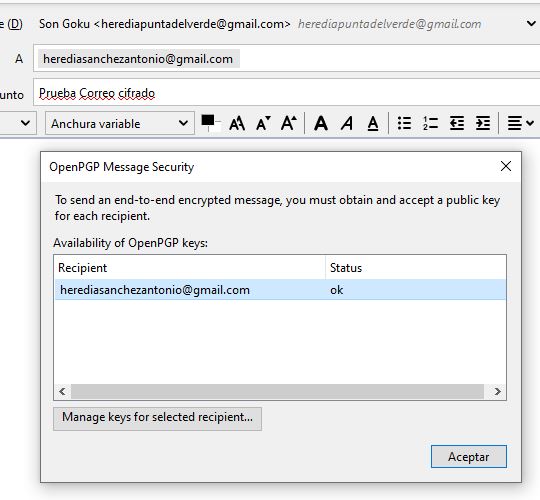 e (D) Son Goku <herediapuntadelverde@gmail.com> herediapuntadelverde@gmail.com
A herediasanchezantonio@gmail.com
unto Prueba Correo cifrado
Anchura variable
OpenPGP Message Security
To send an end-to-end encrypted message, you must obtain and accept a public key
for each recipient.
Availability of OpenPGP keys:
Recipient Status
herediasanchezantonio@gmail.com ok
Manage keys for selected recipient...
Aceptar